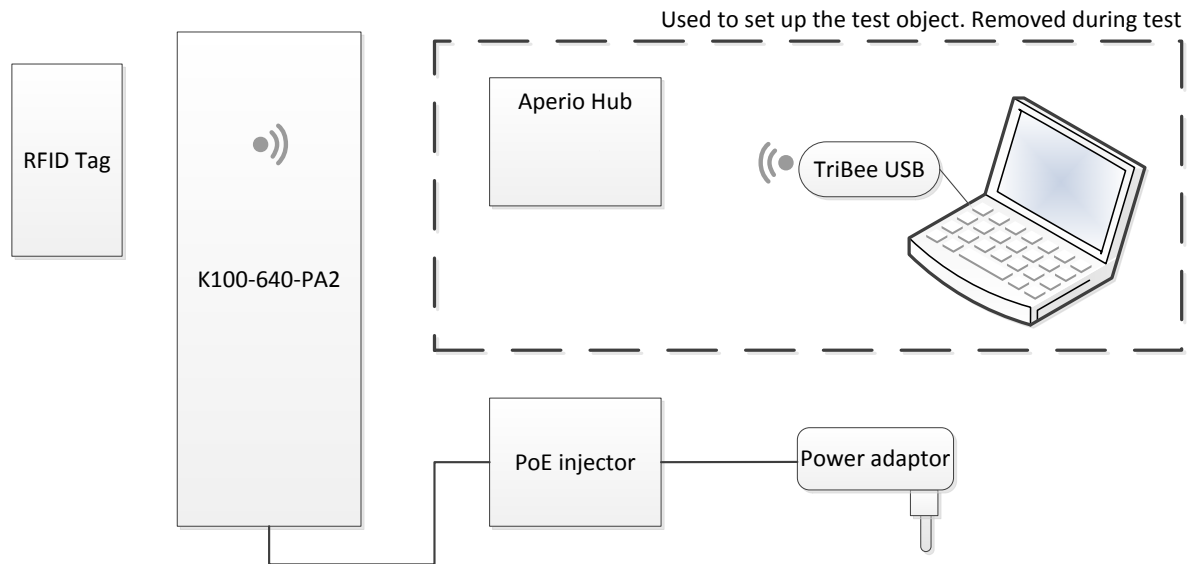 Used to set up the test object. Removed during test
Aperio Hub
RFID Tag
TriBee USB
K100-640-PA2
PoE injector
Power adaptor